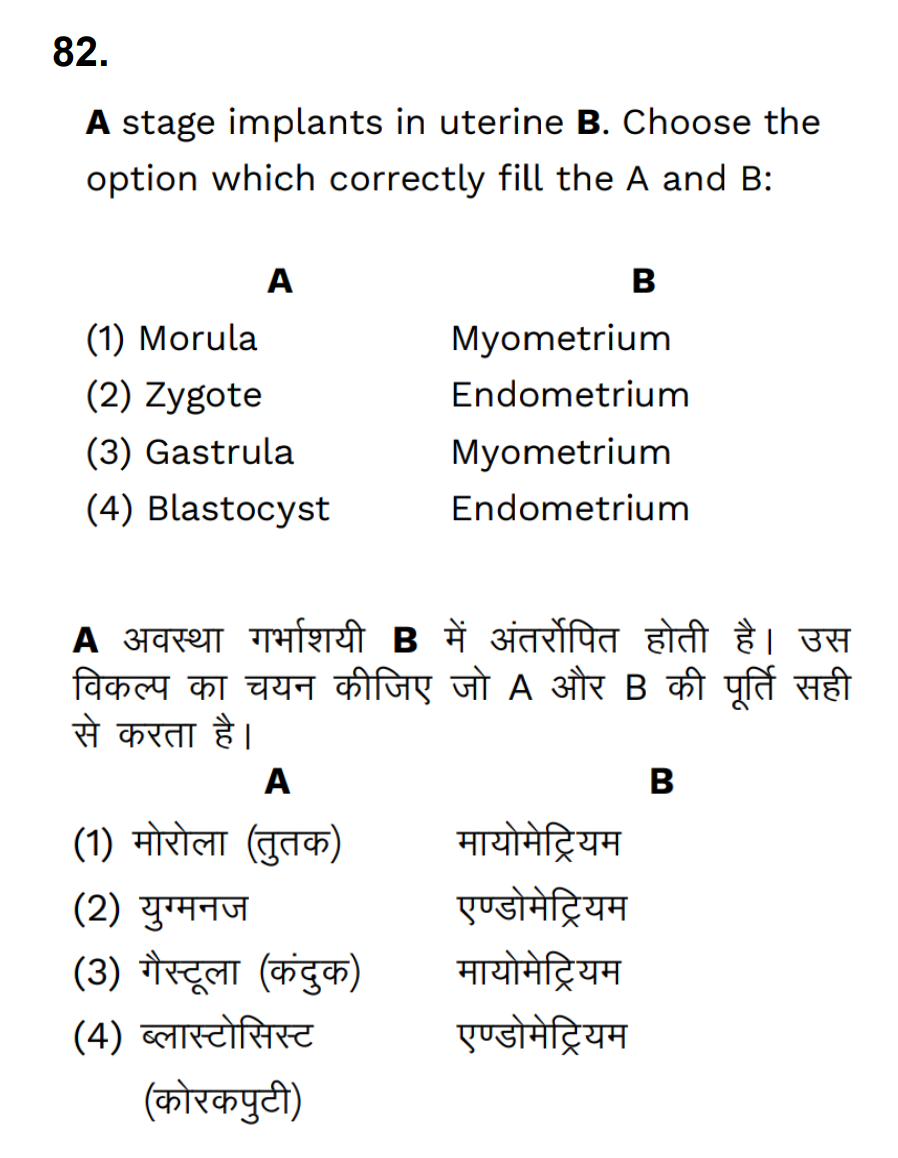 82.
A stage implants in uterine B. Choose the
option which correctly fill the A and B:
A B
(1) Morula Myometrium
(2) Zygote Endometrium
(3) Gastrula Myometrium
(4) Blastocyst Endometrium
A अवस्था गर्भाशयी B में अंतर्रोपित होती है। उस
विकल्प का चयन कीजिए जो A और B की पूर्ति सही
से करता है।
A B
(1) मोरोला (तुतक) मायोमेट्रियम
(2) युग्मनज एण्डोमेट्रियम
(3) गैस्टूला (कंदुक) मायोमेट्रियम
(4) ब्लास्टोसिस्ट एण्डोमेट्रियम
(कोरकपुटी)